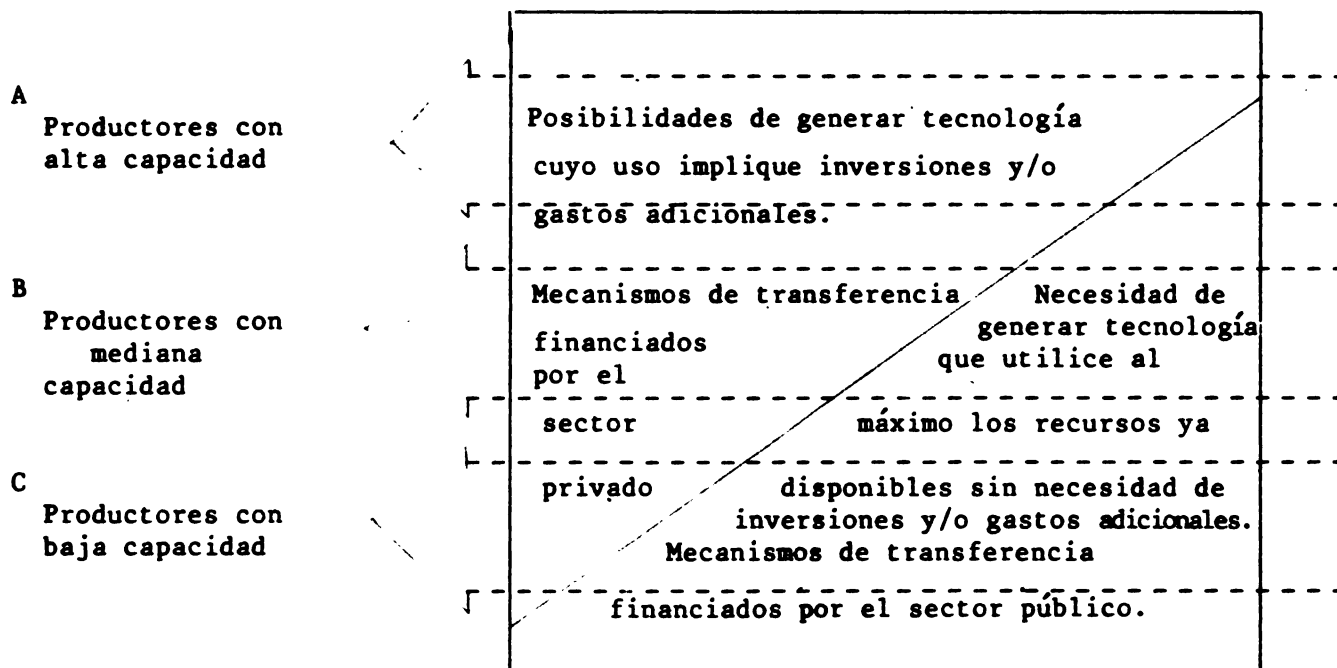 A
Productores con
alta capacidad
Posibilidades de generar tecnología
cuyo uso implique inversiones y/o
gastos adicionales.
B
Productores con
mediana
capacidad
Mecanismos de transferencia
financiados
por el
sector
privado
Necesidad de
generar tecnología
que utilice al
máximo los recursos ya
disponibles sin necesidad de
inversiones y/o gastos adicionales.
Mecanismos de transferencia
financiados por el sector público.
C
Productores con
baja capacidad